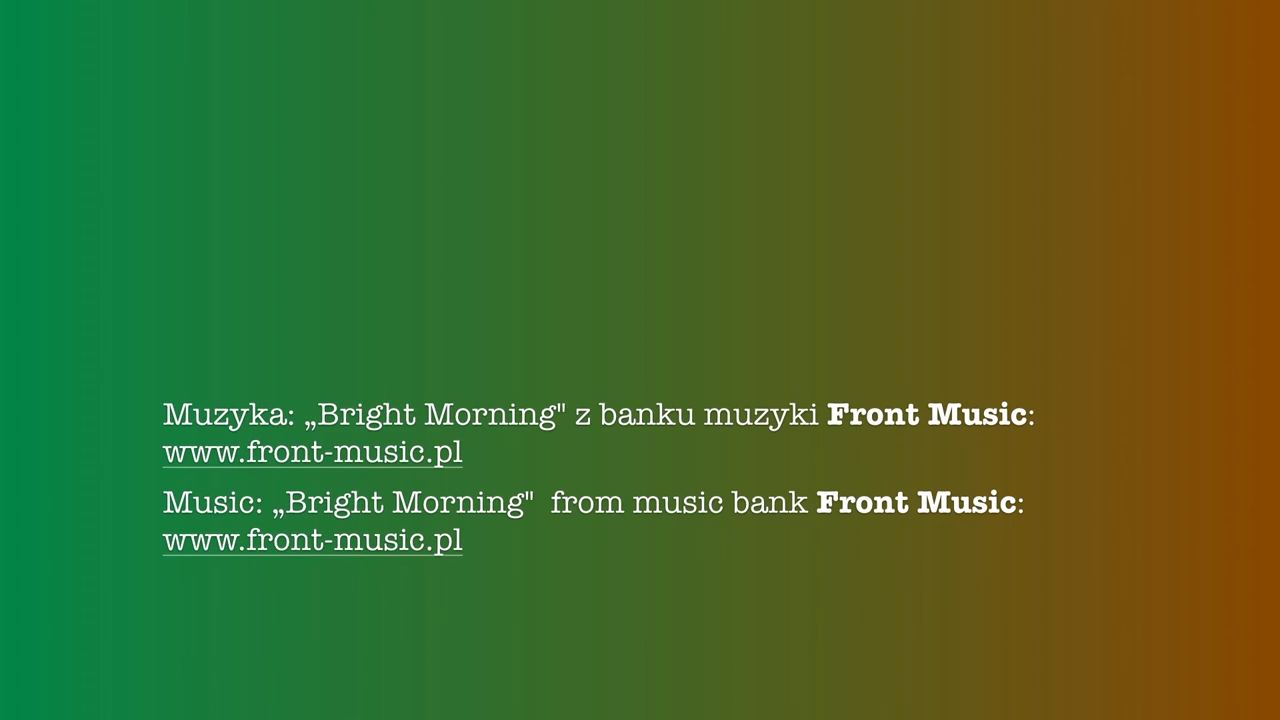 Muzyka: „Bright Morning" z banku muzyki Front Music:
www.front-music.pl
Music: „Bright Morning"  from music bank Front Music:
www.front-music.pl